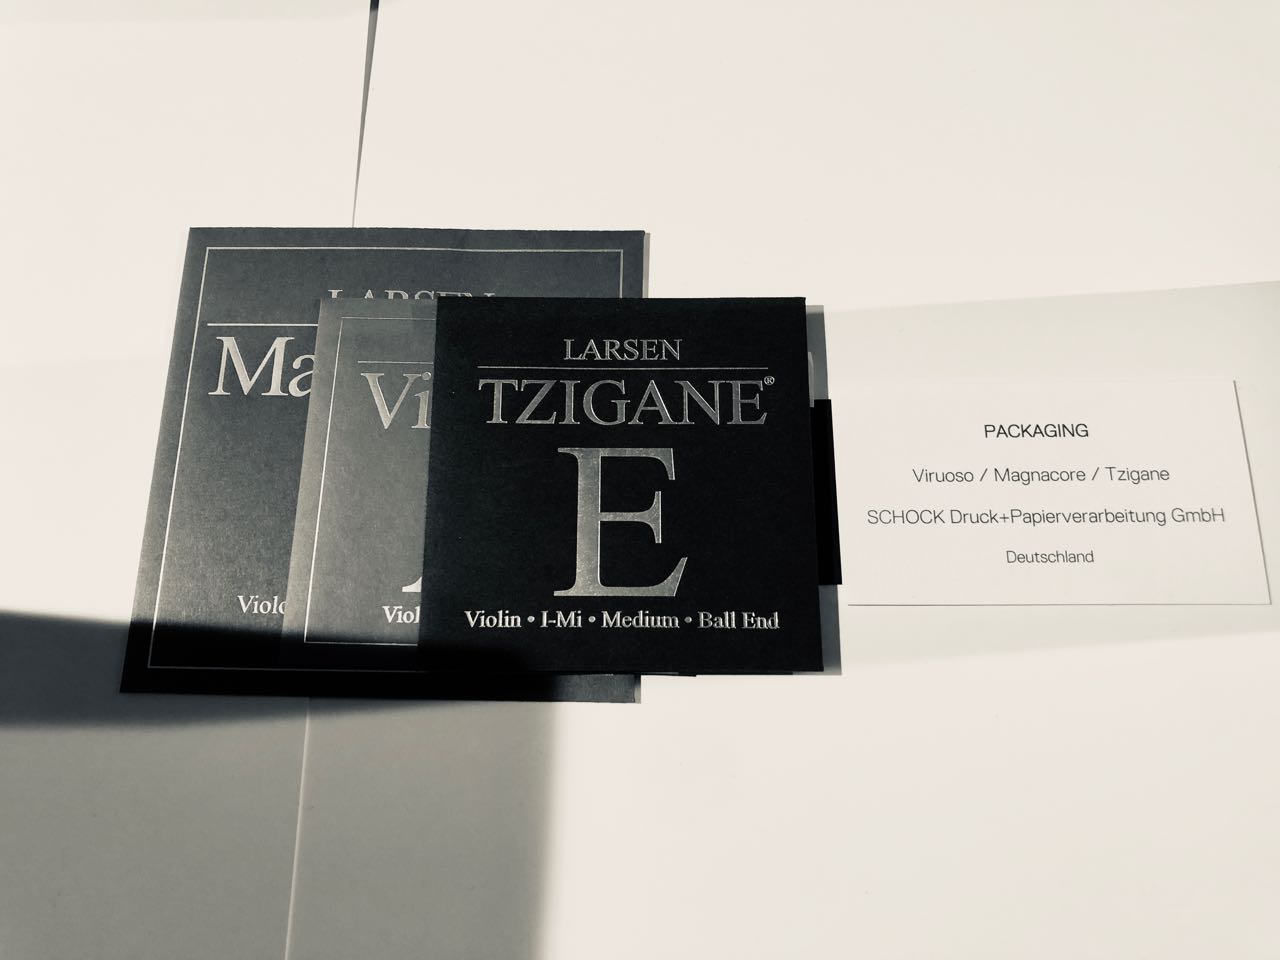 LARSEN
Ma
Violo
Vi
Viol
LARSEN
TZIGANE®
E
Violin • I-Mi • Medium • Ball End
PACKAGING
Viruoso / Magnacore / Tzigane
SCHOCK Druck+Papierverarbeitung GmbH
Deutschland